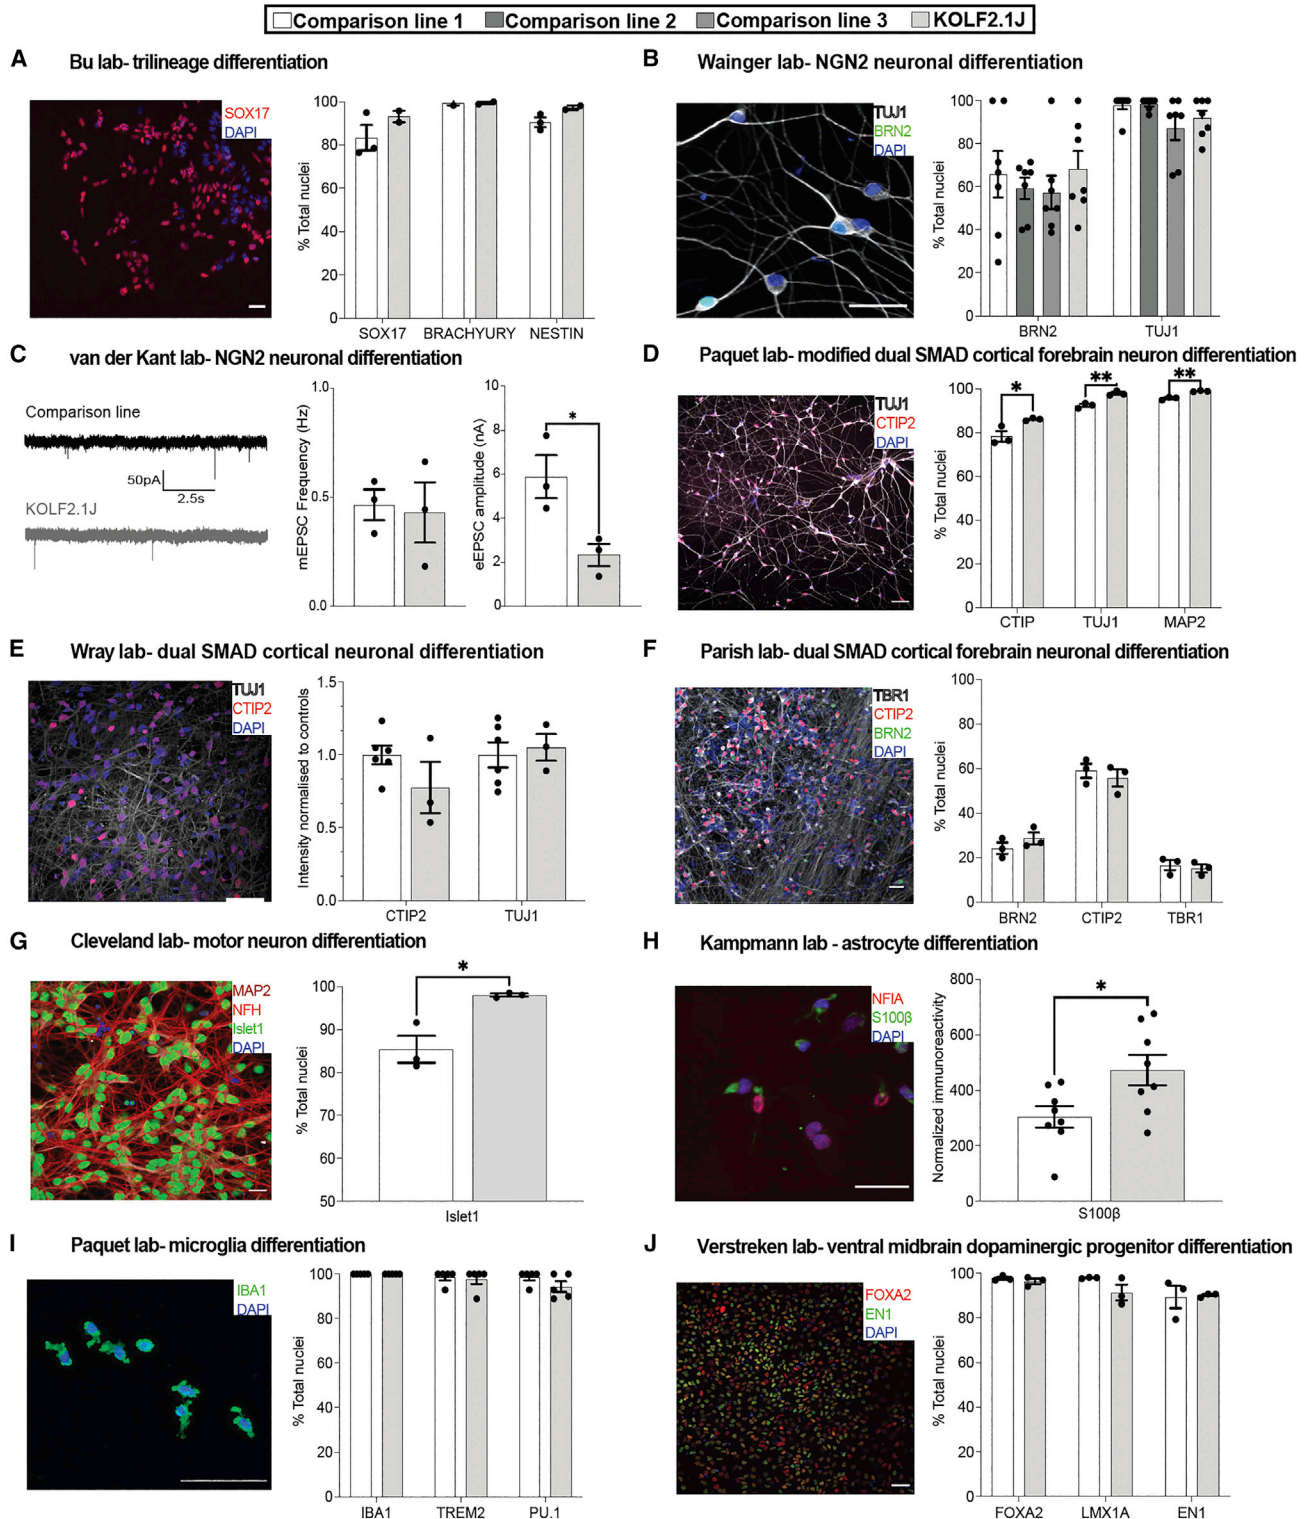 Comparison line 1 Comparison line 2 Comparison line 3 KOLF2.1J
A Bu lab- trilineage differentiation
SOX17
DAPI
% Total nuclei
100
80
60
40
20
0
SOX17 BRACHYURY NESTIN
B Wainger lab- NGN2 neuronal differentiation
TUJ1
BRN2
DAPI
% Total nuclei
100
80
60
40
20
0
BRN2 TUJ1
C van der Kant lab- NGN2 neuronal differentiation
Comparison line
50pA
2.5s
KOLF2.1J
mEPSC Frequency (Hz)
1.0
0.5
0.0
eEPSC amplitude (nA)
10
8
6
4
2
0
*
D Paquet lab- modified dual SMAD cortical forebrain neuron differentiation
TUJ1
CTIP2
DAPI
% Total nuclei
100
80
60
40
20
0
* ** **
CTIP TUJ1 MAP2
E Wray lab- dual SMAD cortical neuronal differentiation
TUJ1
CTIP2
DAPI
Intensity normalised to controls
1.5
1.0
0.5
0.0
CTIP2 TUJ1
F Parish lab- dual SMAD cortical forebrain neuronal differentiation
TBR1
CTIP2
BRN2
DAPI
% Total nuclei
100
80
60
40
20
0
BRN2 CTIP2 TBR1
G Cleveland lab- motor neuron differentiation
MAP2
NFH
Islet1
DAPI
% Total nuclei
100
90
80
70
60
50
*
Islet1
H Kampmann lab - astrocyte differentiation
NFIA
S100β
DAPI
Normalized immunoreactivity
800
600
400
200
0
*
S100β
I Paquet lab- microglia differentiation
IBA1
DAPI
% Total nuclei
100
80
60
40
20
0
IBA1 TREM2 PU.1
J Verstreken lab- ventral midbrain dopaminergic progenitor differentiation
FOXA2
EN1
DAPI
% Total nuclei
100
80
60
40
20
0
FOXA2 LMX1A EN1